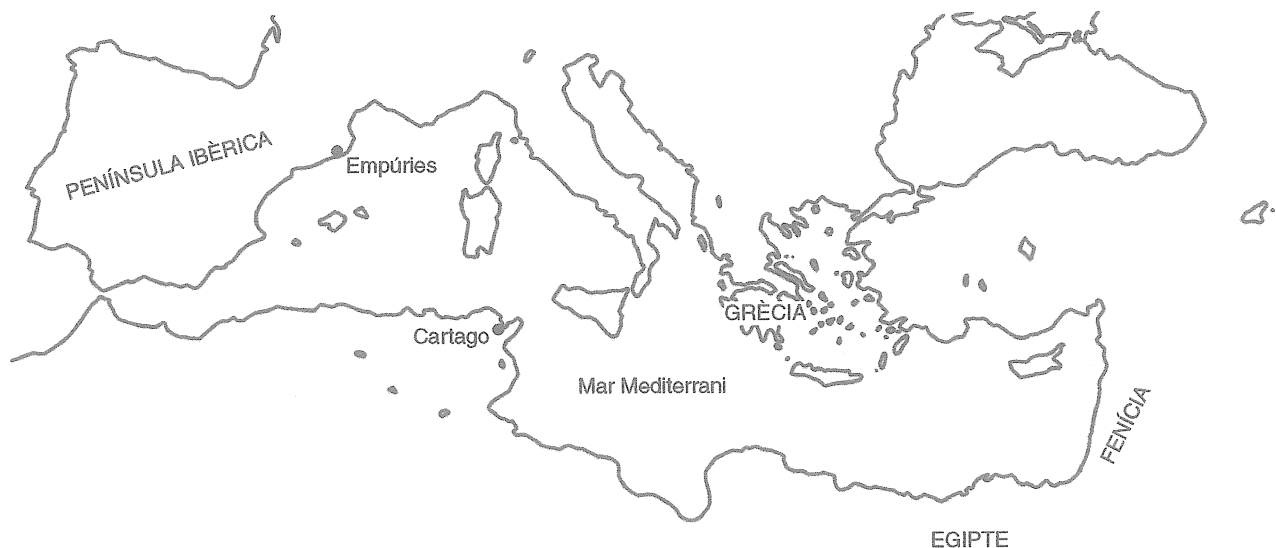 PENÍNSULA IBÈRICA
Empúries
GRÈCIA
Cartago
Mar Mediterrani
FENÍCIA
EGIPTE